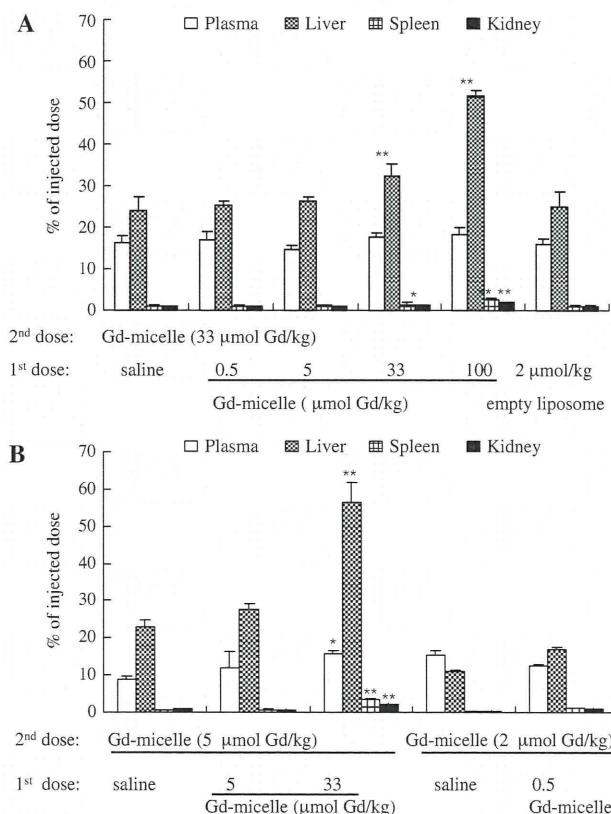 A
Plasma Liver Spleen Kidney
70
60
50
40
30
20
10
0
% of injected dose
**
**
*
* **
2nd dose: Gd-micelle (33 μmol Gd/kg)
1st dose: saline 0.5 5 33 100 2 μmol/kg
Gd-micelle ( μmol Gd/kg) empty liposome
B
Plasma Liver Spleen Kidney
70
60
50
40
30
20
10
0
% of injected dose
**
*
** **
2nd dose: Gd-micelle (5 μmol Gd/kg) Gd-micelle (2 μmol Gd/kg)
1st dose: saline 5 33 saline 0.5
Gd-micelle (μmol Gd/kg) Gd-micelle